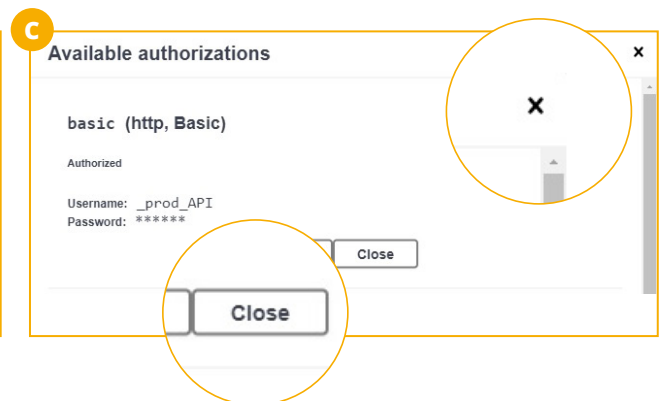 C
Available authorizations
×
×
basic (http, Basic)
Authorized
Username: _prod_API
Password: ******
Close
Close